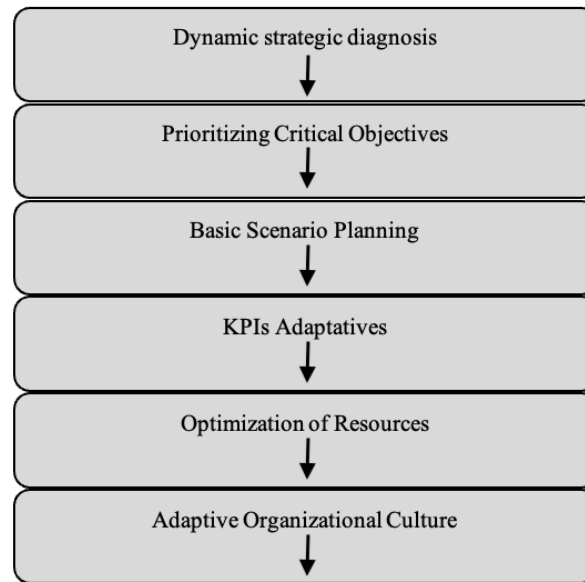 Dynamic strategic diagnosis
Prioritizing Critical Objectives
Basic Scenario Planning
KPIs Adaptatives
Optimization of Resources
Adaptive Organizational Culture